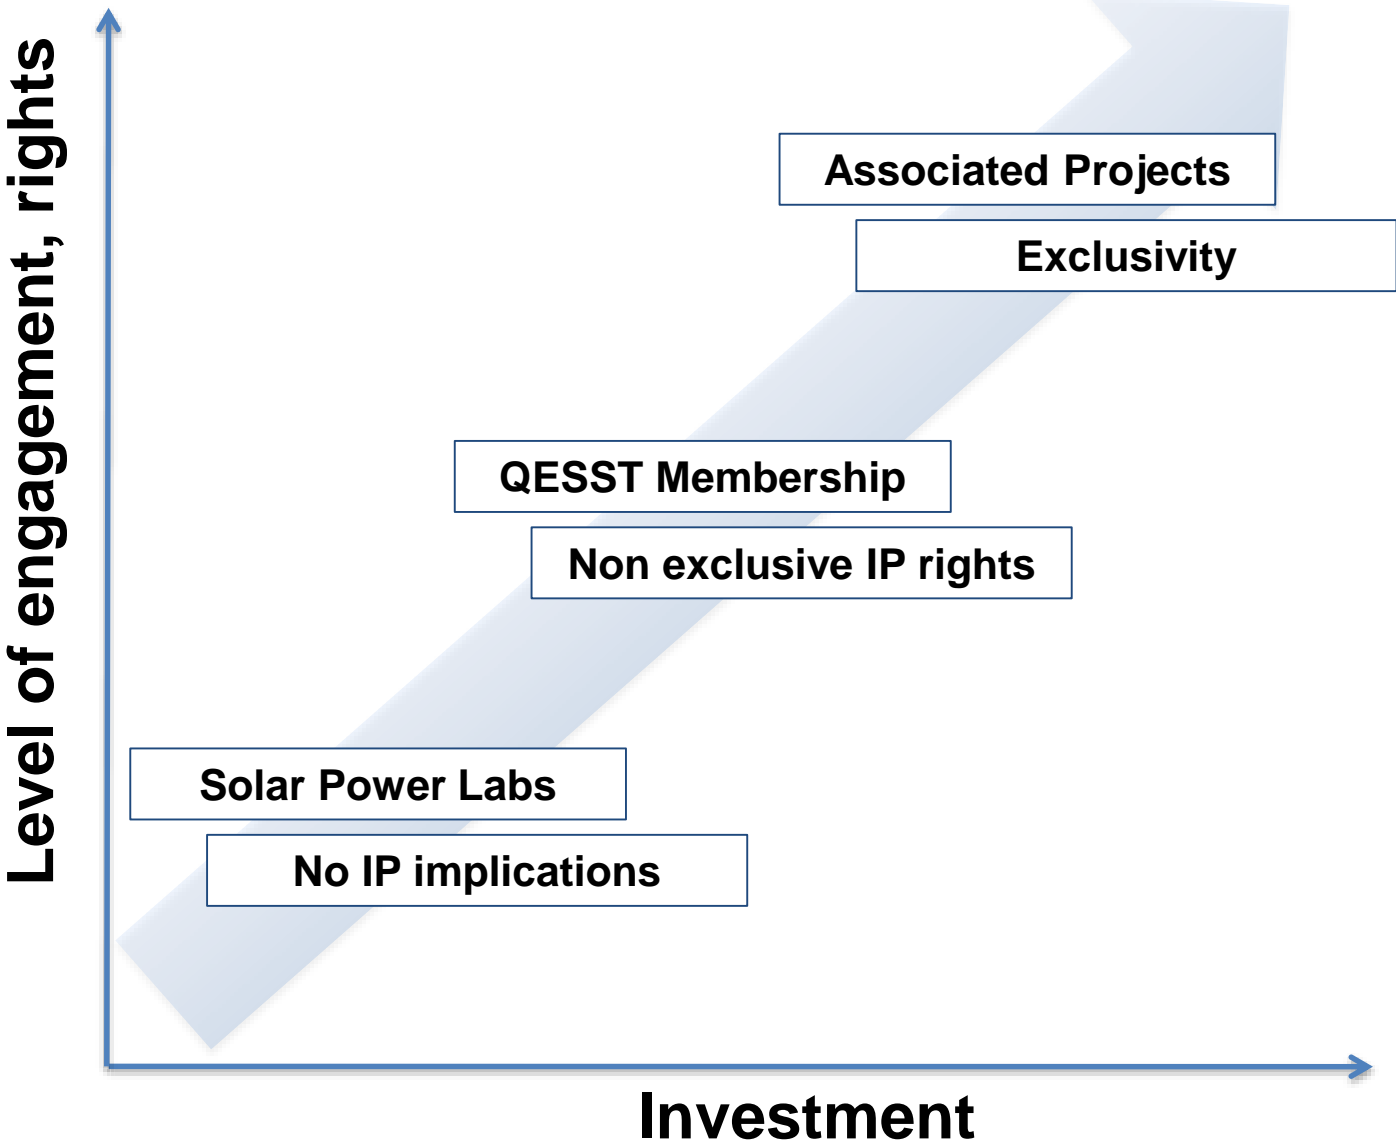 Level of engagement, rights
Associated Projects
Exclusivity
QESST Membership
Non exclusive IP rights
Solar Power Labs
No IP implications
Investment